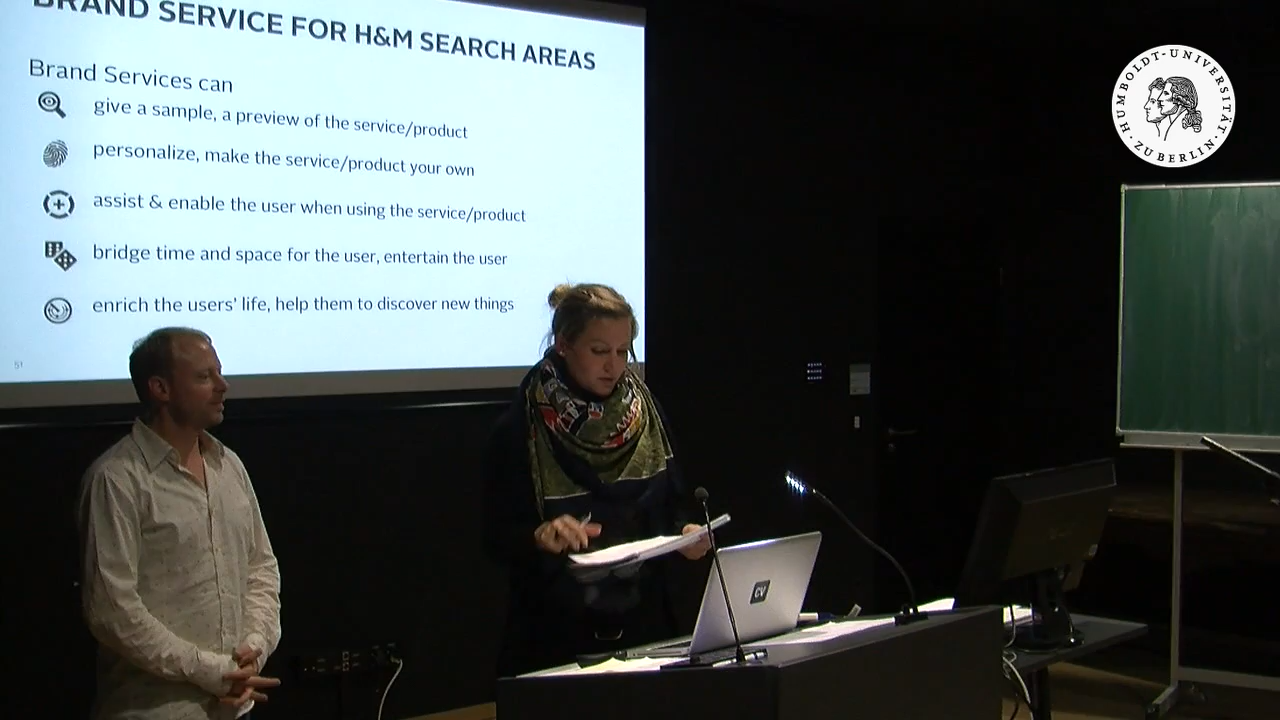 BRAND SERVICE FOR H&M SEARCH AREAS
Brand Services can
give a sample, a preview of the service/product
personalize, make the service/product your own
assist & enable the user when using the service/product
bridge time and space for the user, entertain the user
enrich the users' life, help them to discover new things
51
HUMBOLDT-UNIVERSITÄT
ZU BERLIN
CV